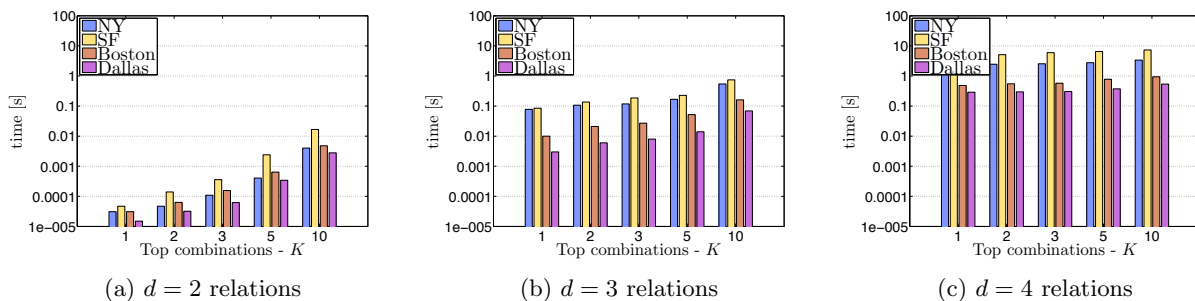 100
10
1
0.1
0.01
0.001
0.0001
1e-005
time [s]
NY
SF
Boston
Dallas
1 2 3 5 10
Top combinations - K
(a) d = 2 relations
100
10
1
0.1
0.01
0.001
0.0001
1e-005
time [s]
NY
SF
Boston
Dallas
1 2 3 5 10
Top combinations - K
(b) d = 3 relations
100
10
1
0.1
0.01
0.001
0.0001
1e-005
time [s]
NY
SF
Boston
Dallas
1 2 3 5 10
Top combinations - K
(c) d = 4 relations